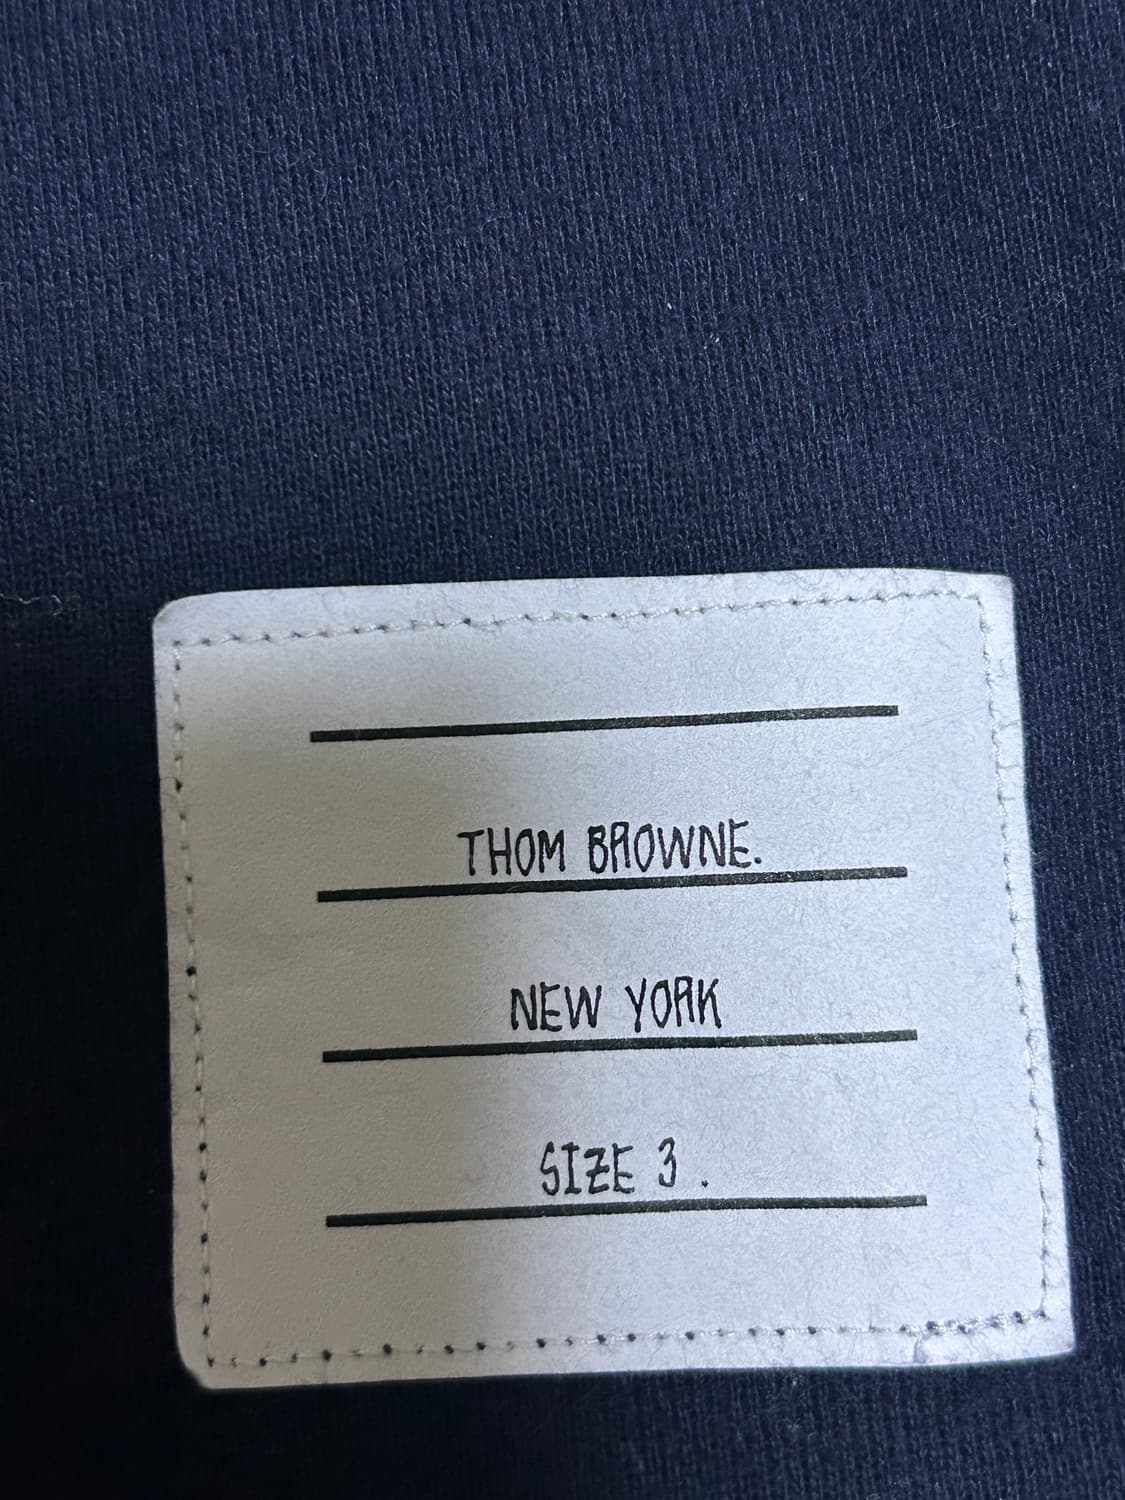 THOM BROWNE.
NEW YORK
SIZE 3 .